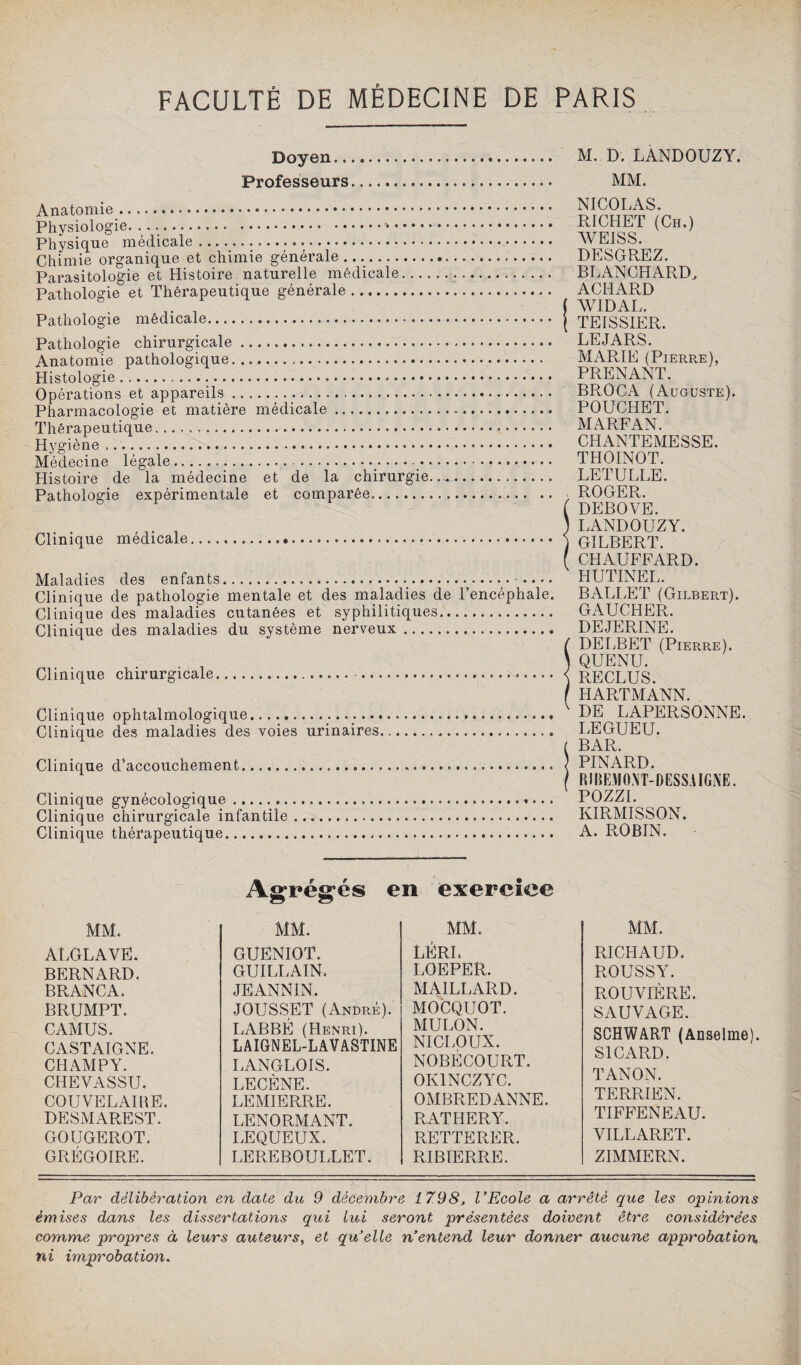 FACULTÉ DE MÉDECINE DE PARIS
Doyen............................ M. D. LANDOUZY.
Professeurs............................ MM.
Anatomie............................ NICOLAS.
Physiologie............................ RICHET (Ch.)
Physique médicale............................ WEISS.
Chimie organique et chimie générale............................ DESGREZ.
Parasitologie et Histoire naturelle médicale............................ BLANCHARD.
Pathologie et Thérapeutique générale............................ ACHARD
Pathologie médicale............................ { WIDAL.
TEISSIER.
Pathologie chirurgicale............................ LEJARS.
Anatomie pathologique............................ MARIE (Pierre),
Histologie............................ PRENANT.
Opérations et appareils............................ BROCA (Auguste).
Pharmacologie et matière médicale............................ POUCHET.
Thérapeutique............................ MARFAN.
Hygiène............................ CHANTEMESSE.
Médecine légale............................ THOINOT.
Histoire de la médecine et de la chirurgie............................ LETULLE.
Pathologie expérimentale et comparée............................ ROGER.
Clinique médicale............................ { DEBOVE.
LANDOUZY.
GILBERT.
CHAUFFARD.
Maladies des enfants............................ HUTINEL.
Clinique de pathologie mentale et des maladies de l'encéphale. BALLET (Gilbert).
Clinique des maladies cutanées et syphilitiques............................ GAUCHER.
Clinique des maladies du système nerveux............................ DEJERINE.
Clinique chirurgicale............................ { DELBET (Pierre).
QUENU.
RECLUS.
HARTMANN.
Clinique ophtalmologique............................ DE LAPERSONNE.
Clinique des maladies des voies urinaires............................ LEGUEU.
Clinique d'accouchement............................ { BAR.
PINARD.
RIBEMONT-DESSAIGNE.
Clinique gynécologique............................ POZZI.
Clinique chirurgicale infantile............................ KIRMISSON.
Clinique thérapeutique............................ A. ROBIN.
Agrégés en exercice
MM.
ALGLAVE.
BERNARD.
BRANCA.
BRUMPT.
CAMUS.
CASTAIGNE.
CHAMPY.
CHEVASSU.
COUVELAIRE.
DESMAREST.
GOUGEROT.
GRÉGOIRE.
MM.
GUENIOT.
GUILLAIN.
JEANNIN.
JOUSSET (André).
LABBÉ (Henri).
LAIGNEL-LAVASTINE
LANGLOIS.
LECÈNE.
LEMIERRE.
LENORMANT.
LEQUEUX.
LEREBOULLET.
MM.
LÉRI.
LOEPER.
MAILLARD.
MOCQUOT.
MULON.
NICLOUX.
NOBECOURT.
OKINCZYC.
OMBREDANNE.
RATHERY.
RETTERER.
RIBIERRE.
MM.
RICHAUD.
ROUSSY.
ROUVIÈRE.
SAUVAGE.
SCHWART (Anselme).
SICARD.
TANON.
TERRIEN.
TIFFENEAU.
VILLARET.
ZIMMERN.
Par délibération en date du 9 décembre 1798, l'Ecole a arrêté que les opinions
émises dans les dissertations qui lui seront présentées doivent être considérées
comme propres à leurs auteurs, et qu'elle n'entend leur donner aucune approbation
ni improbation.